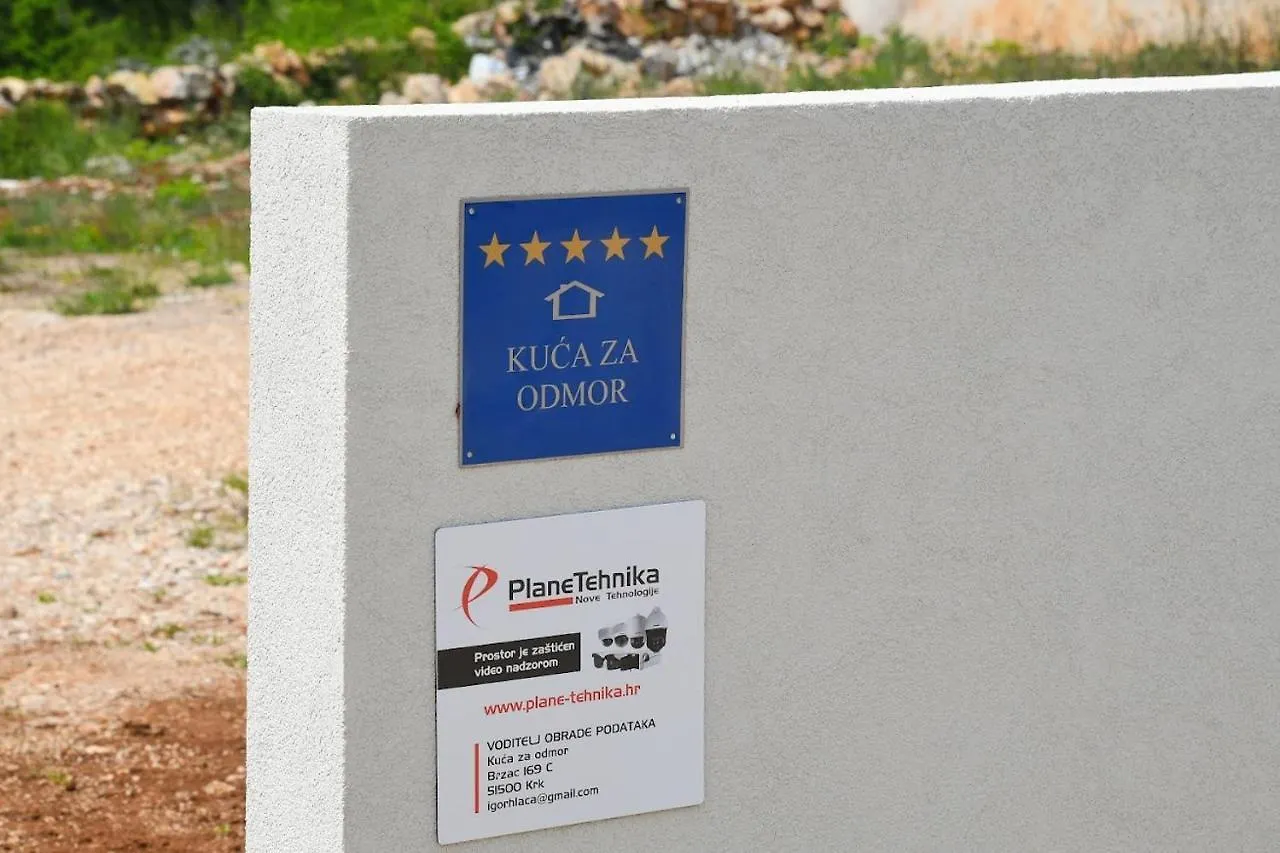 KUĆA ZA
ODMOR
PlaneTehnika
Nove Tehnologije
Prostor je zaštićen
video nadzorom
www.plane-tehnika.hr
VODITELJ OBRADE PODATAKA
Kuća za odmor
Brzac 169 C
51500 Krk
igorhlaca@gmail.com